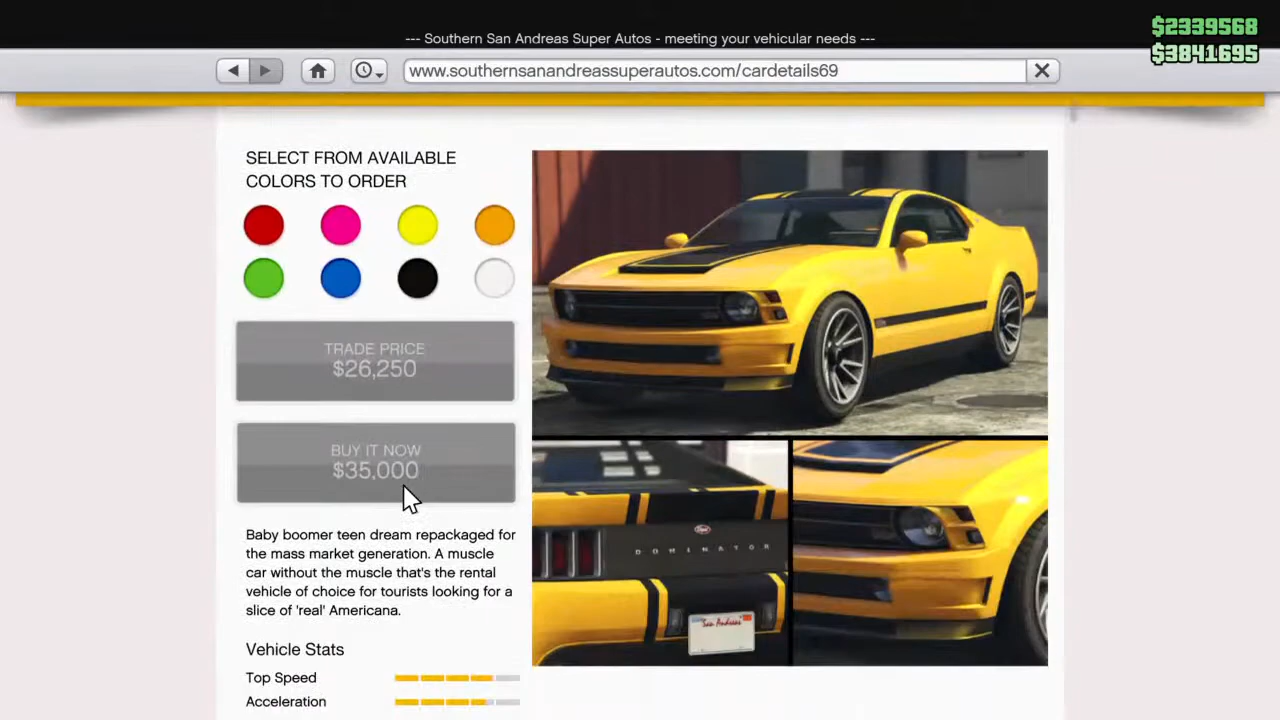 --- Southern San Andreas Super Autos - meeting your vehicular needs ---
$2339568
$3841695
www.southernsanandreassuperautos.com/cardetails69
SELECT FROM AVAILABLE
COLORS TO ORDER
TRADE PRICE
$26,250
BUY IT NOW
$35,000
Baby boomer teen dream repackaged for
the mass market generation. A muscle
car without the muscle that's the rental
vehicle of choice for tourists looking for a
slice of 'real' Americana.
Vehicle Stats
Top Speed
Acceleration
DOMINATOR
San Andreas